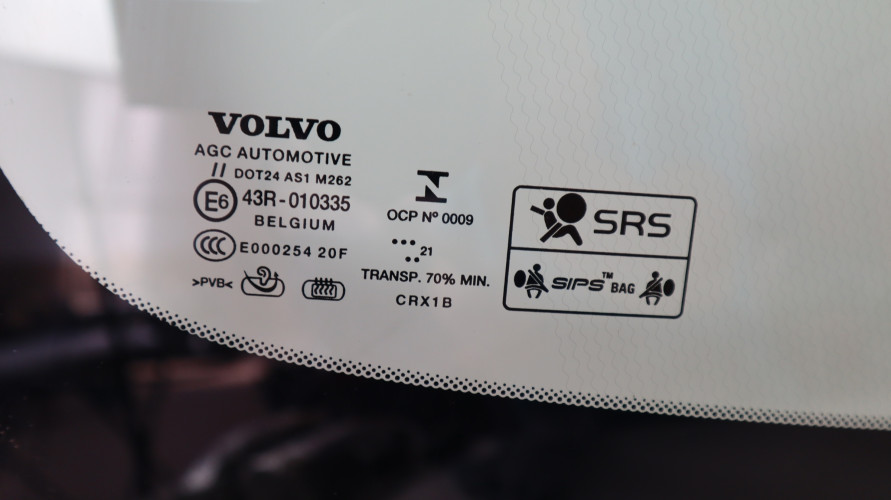 VOLVO
AGC AUTOMOTIVE
// DOT24 AS1 M262
E6 43R-010335
BELGIUM
CCC E000254 20F
>PVB<
OCP Nº 0009
•••• 21
••
TRANSP. 70% MIN.
CRX1B
SRS
SIPS™ BAG